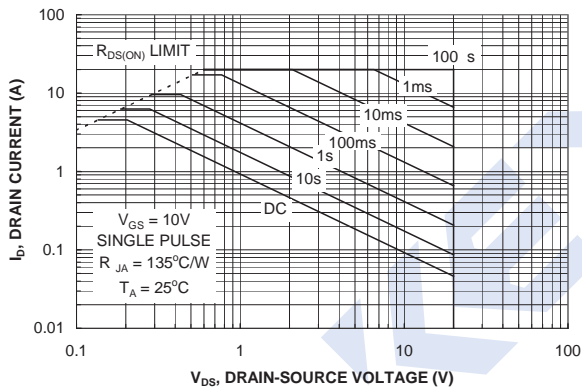 100
R_DS(ON) LIMIT
100 s
1ms
10
10ms
100ms
1s
1
10s
DC
V_GS = 10V
SINGLE PULSE
R_JA = 135°C/W
T_A = 25°C
0.1
0.01
0.1 1 10 100
V_DS, DRAIN-SOURCE VOLTAGE (V)
I_D, DRAIN CURRENT (A)